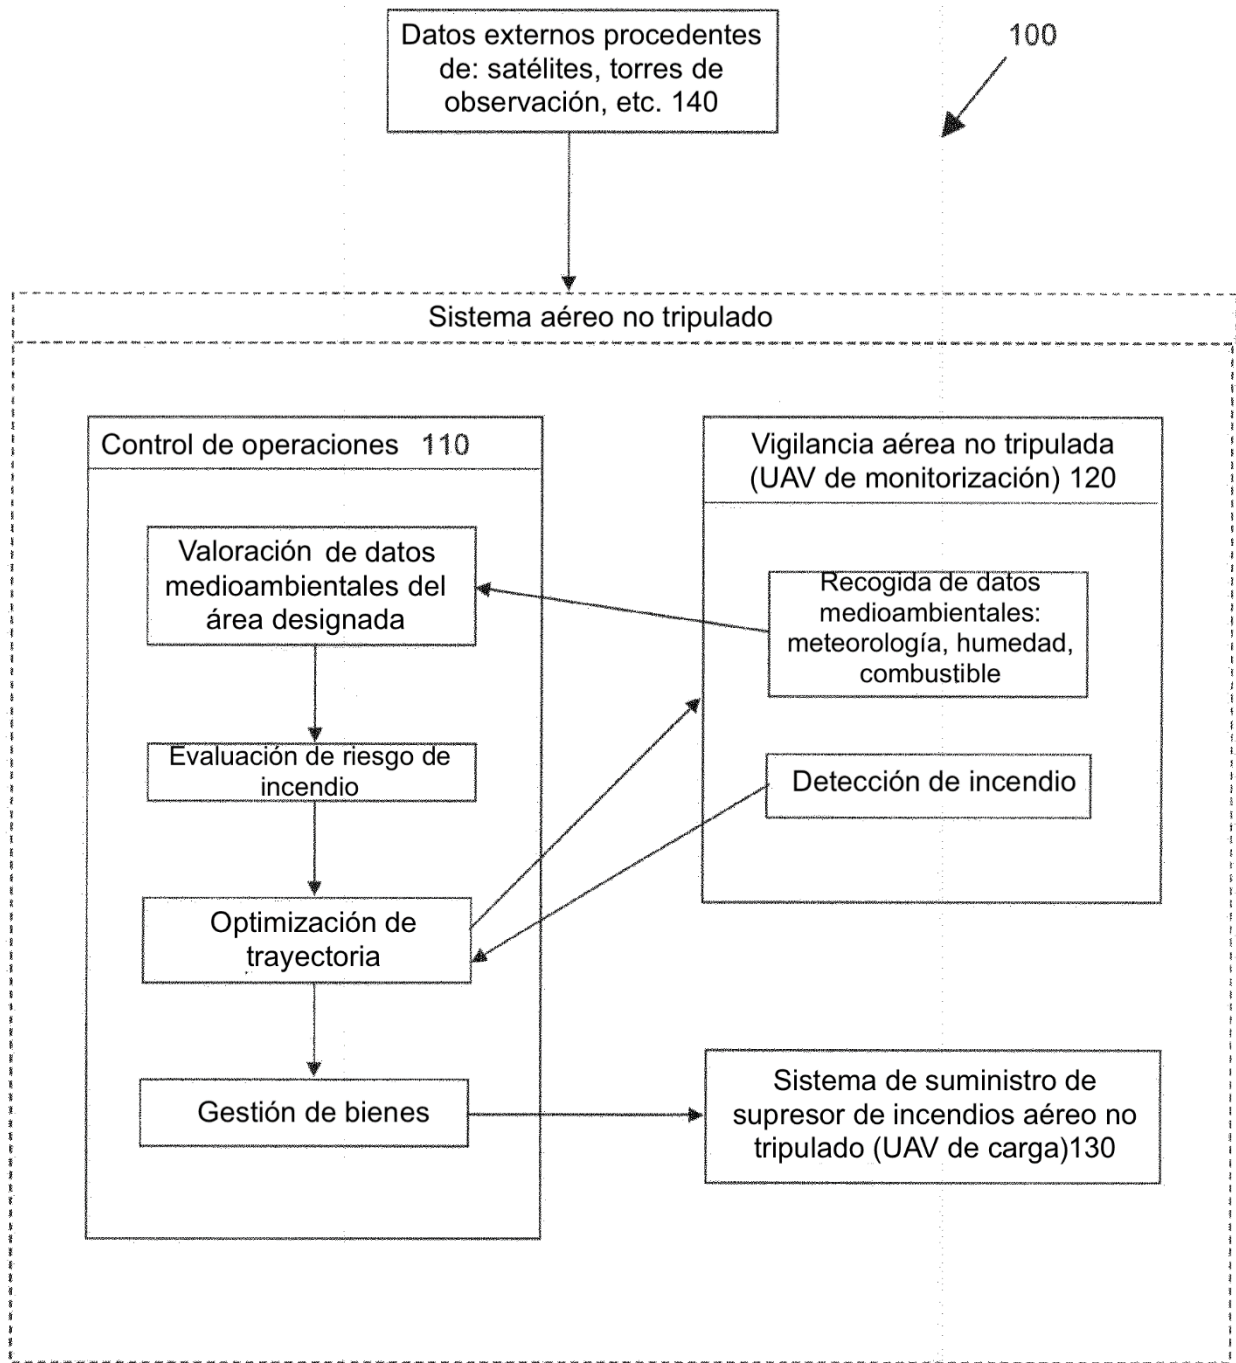 Datos externos procedentes
de: satélites, torres de
observación, etc. 140
100
Sistema aéreo no tripulado
Control de operaciones 110
Valoración de datos
medioambientales del
área designada
Evaluación de riesgo de
incendio
Optimización de
trayectoria
Gestión de bienes
Vigilancia aérea no tripulada
(UAV de monitorización) 120
Recogida de datos
medioambientales:
meteorología, humedad,
combustible
Detección de incendio
Sistema de suministro de
supresor de incendios aéreo no
tripulado (UAV de carga)130